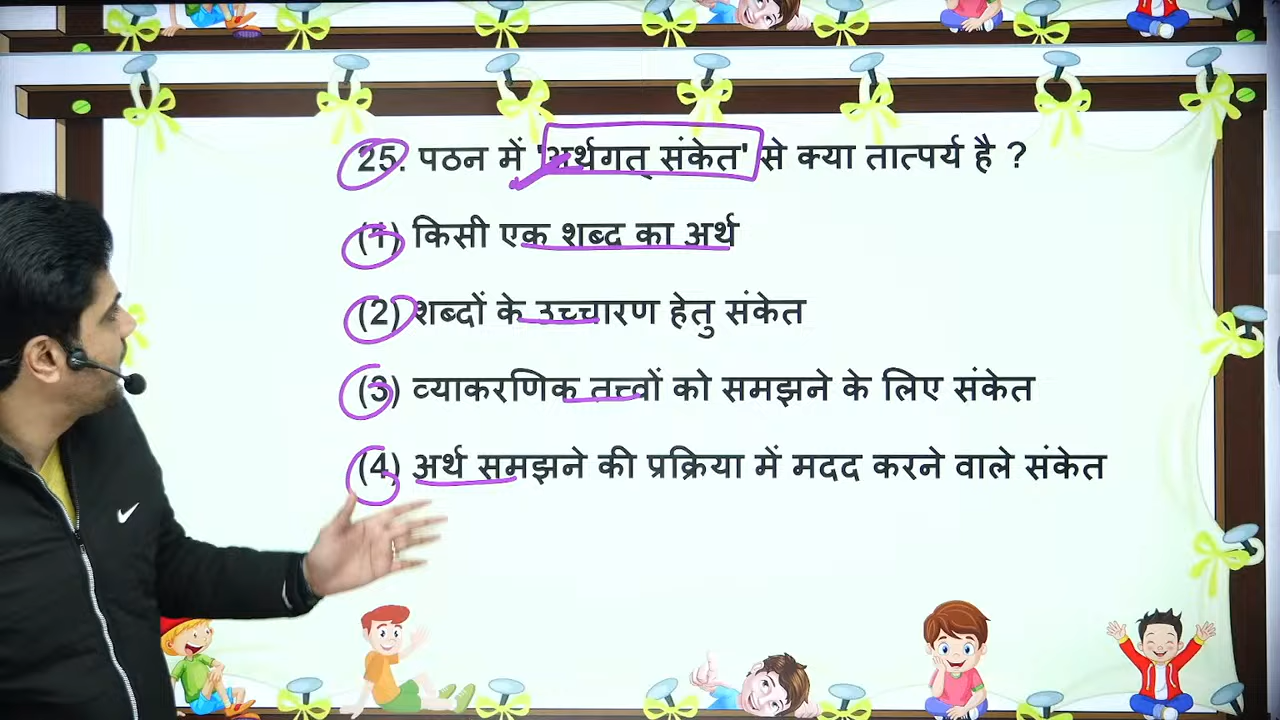 25. पठन में 'अर्थगत् संकेत' से क्या तात्पर्य है ?
(1) किसी एक शब्द का अर्थ
(2) शब्दों के उच्चारण हेतु संकेत
(3) व्याकरणिक तत्त्वों को समझने के लिए संकेत
(4) अर्थ समझने की प्रक्रिया में मदद करने वाले संकेत